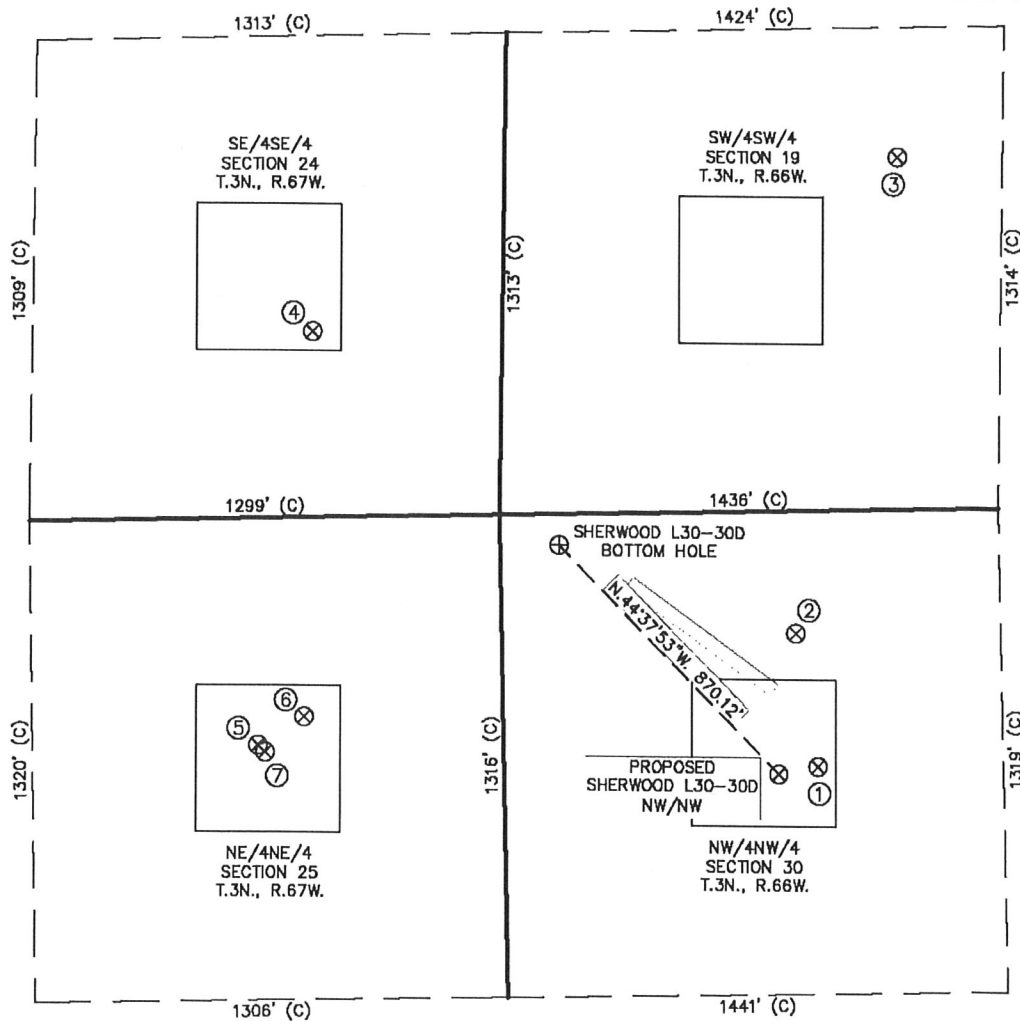 1313' (C)
1424' (C)
SE/4SE/4
SECTION 24
T.3N., R.67W.
SW/4SW/4
SECTION 19
T.3N., R.66W.
③
1309' (C)
1313' (C)
1314' (C)
④
1299' (C)
1436' (C)
SHERWOOD L30-30D
BOTTOM HOLE
N.44°37'53"W. 870.12'
②
⑥
⑤
⑦
1320' (C)
1316' (C)
1319' (C)
PROPOSED
SHERWOOD L30-30D
NW/NW
①
NE/4NE/4
SECTION 25
T.3N., R.67W.
NW/4NW/4
SECTION 30
T.3N., R.66W.
1306' (C)
1441' (C)